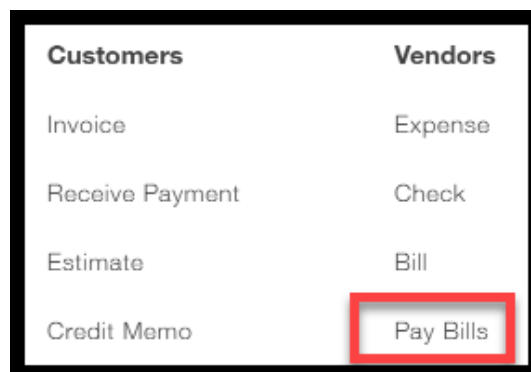 Customers Vendors
Invoice Expense
Receive Payment Check
Estimate Bill
Credit Memo Pay Bills